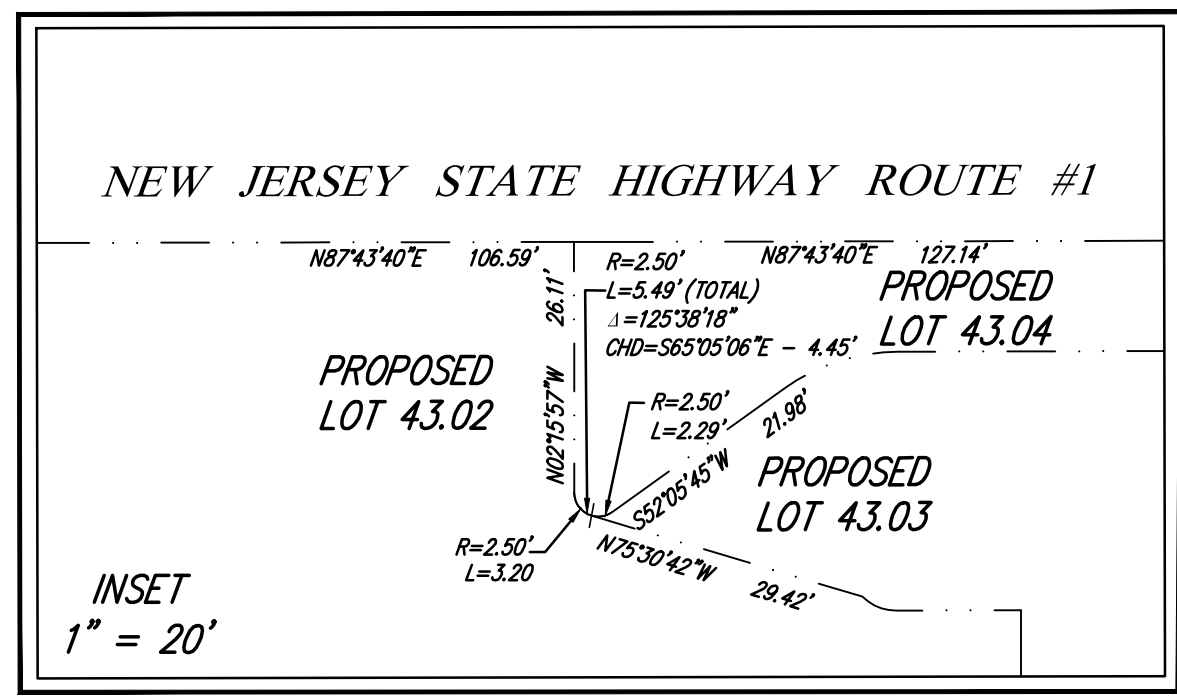 NEW JERSEY STATE HIGHWAY ROUTE #1
N87°43'40"E 106.59'
N87°43'40"E 127.14'
26.11'
N02°15'57"W
R=2.50'
L=5.49' (TOTAL)
Δ=125°38'18"
CHD=S65°05'06"E - 4.45'
PROPOSED
LOT 43.04
PROPOSED
LOT 43.02
R=2.50'
L=2.29'
21.98'
S52°05'45"W
PROPOSED
LOT 43.03
R=2.50'
L=3.20
N75°30'42"W
29.42'
INSET
1" = 20'